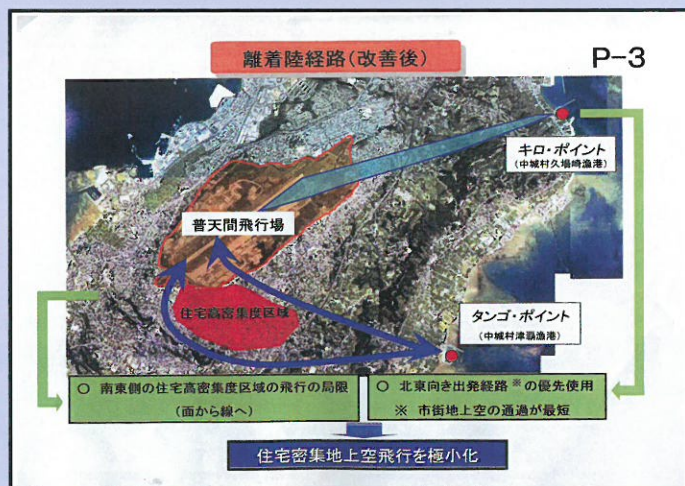 離着陸経路(改善後)
P-3
キロ・ポイント
(中城村久場崎漁港)
普天間飛行場
住宅高密集度区域
タンゴ・ポイント
(中城村津覇漁港)
○ 南東側の住宅高密集度区域の飛行の局限
(面から線へ)
○ 北東向き出発経路※の優先使用
※ 市街地上空の通過が最短
住宅密集地上空飛行を極小化